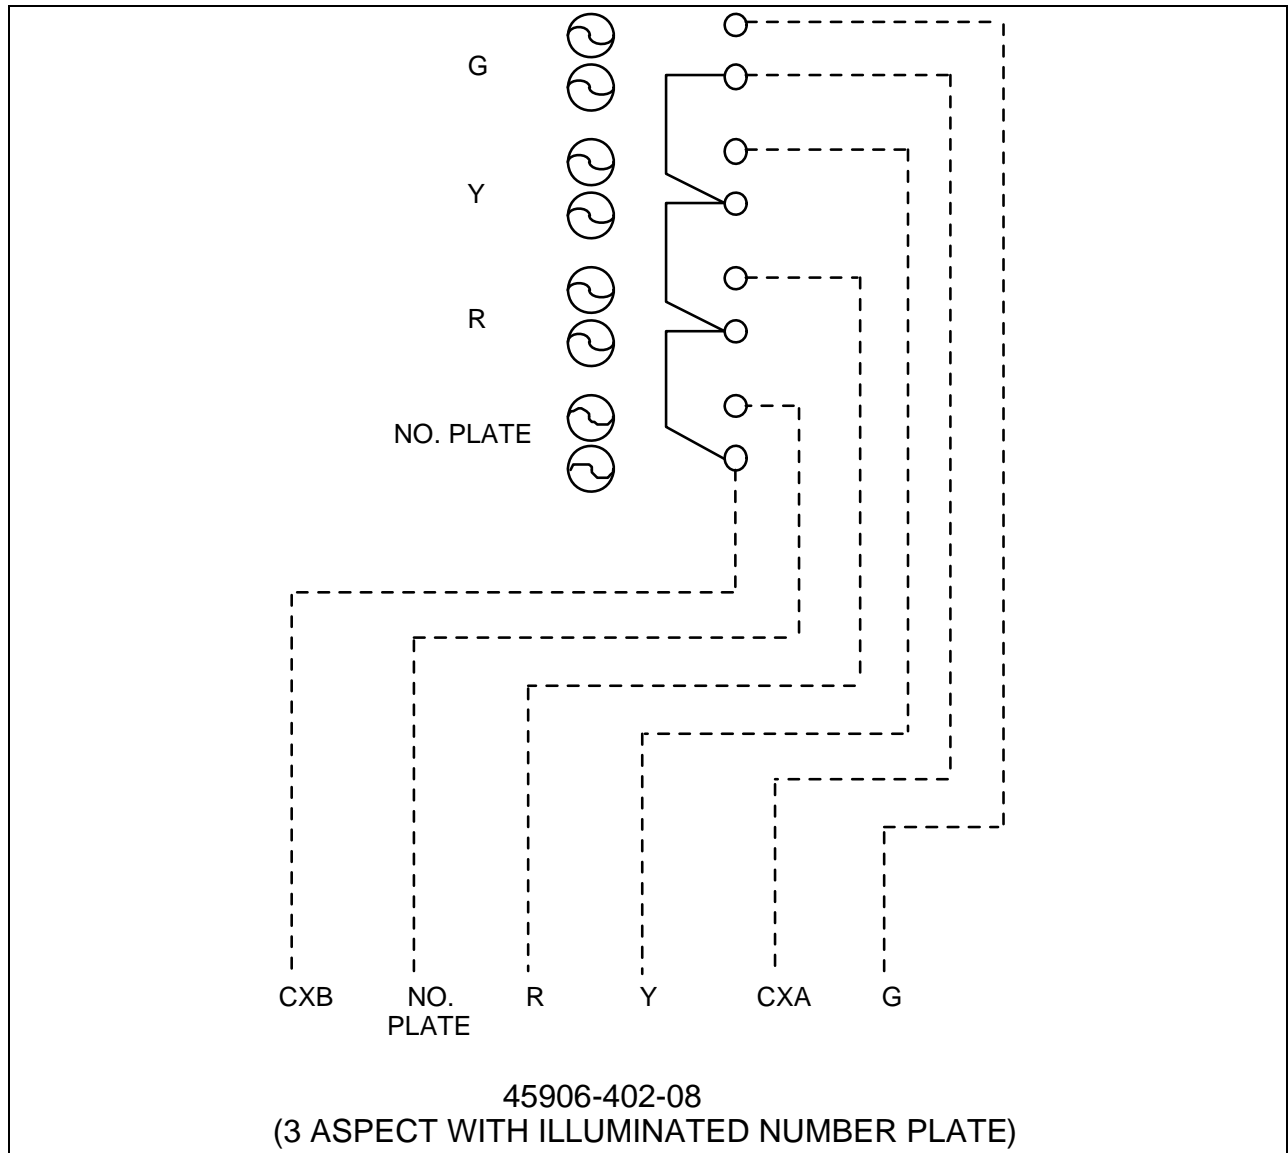 G
Y
R
NO. PLATE
CXB
NO.
PLATE
R
Y
CXA
G
45906-402-08
(3 ASPECT WITH ILLUMINATED NUMBER PLATE)